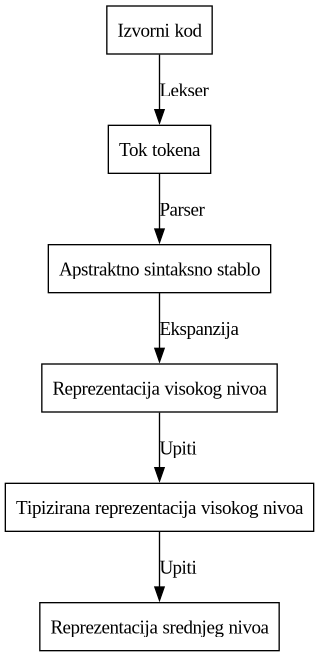 Izvorni kod
Lekser
Tok tokena
Parser
Apstraktno sintaksno stablo
Ekspanzija
Reprezentacija visokog nivoa
Upiti
Tipizirana reprezentacija visokog nivoa
Upiti
Reprezentacija srednjeg nivoa